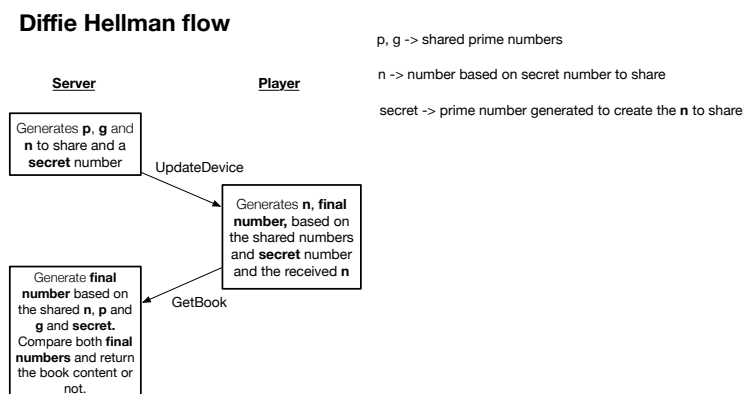 Diffie Hellman flow
p, g -> shared prime numbers
n -> number based on secret number to share
secret -> prime number generated to create the n to share
Server
Player
Generates p, g and
n to share and a
secret number
UpdateDevice
Generates n, final
number, based on
the shared numbers
and secret number
and the received n
GetBook
Generate final
number based on
the shared n, p and
g and secret.
Compare both final
numbers and return
the book content or
not.